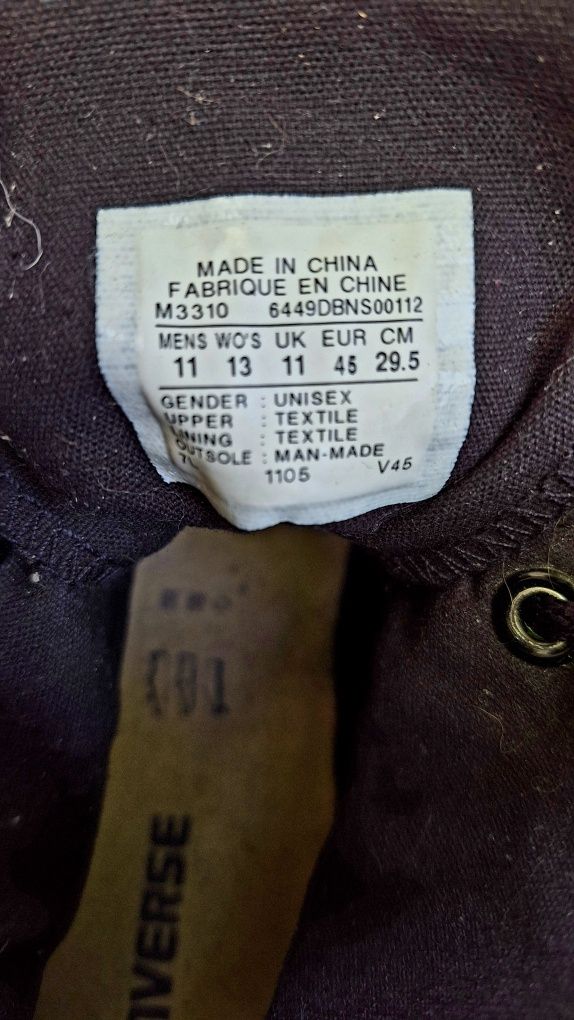 MADE IN CHINA
FABRIQUE EN CHINE
M3310 6449DBNS00112
MENS WO'S UK EUR CM
11 13 11 45 29.5
GENDER : UNISEX
UPPER : TEXTILE
LINING : TEXTILE
OUTSOLE : MAN-MADE
1105 V45
NVERSE